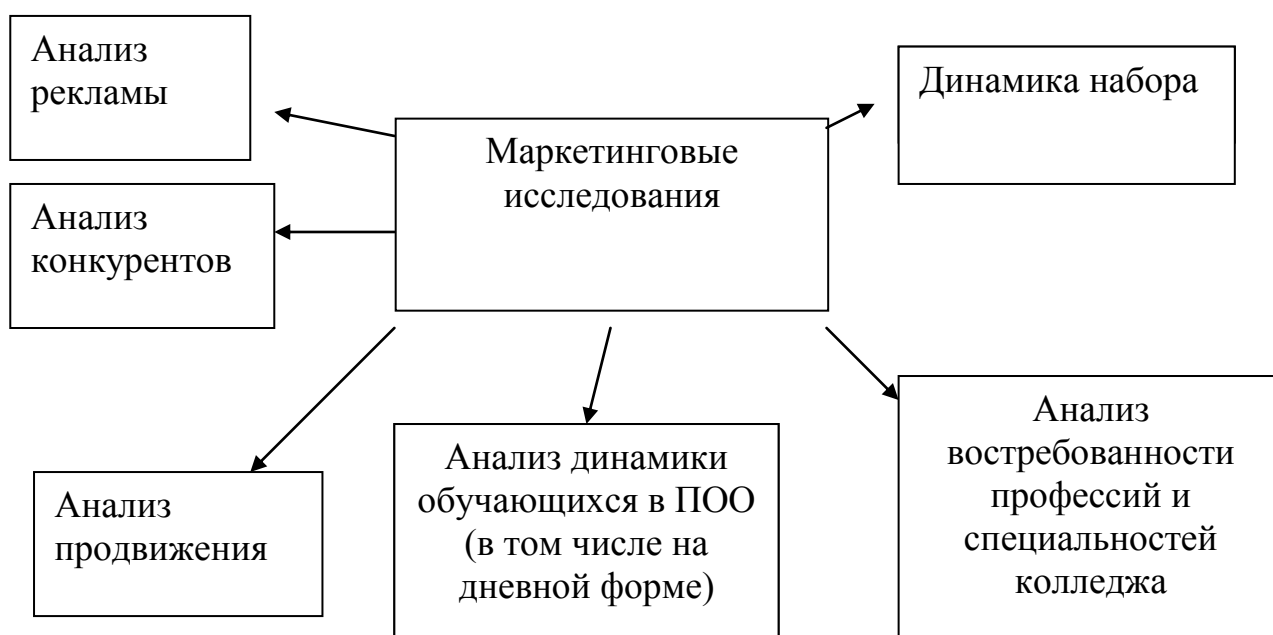 Анализ
рекламы
Динамика набора
Маркетинговые
исследования
Анализ
конкурентов
Анализ
продвижения
Анализ динамики
обучающихся в ПОО
(в том числе на
дневной форме)
Анализ
востребованности
профессий и
специальностей
колледжа